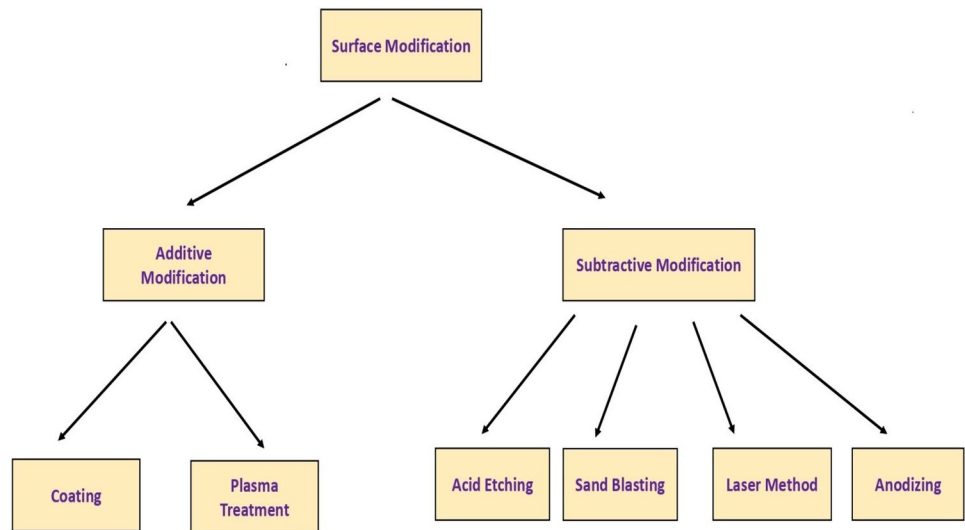 Surface Modification
Additive
Modification
Subtractive Modification
Coating
Plasma
Treatment
Acid Etching
Sand Blasting
Laser Method
Anodizing